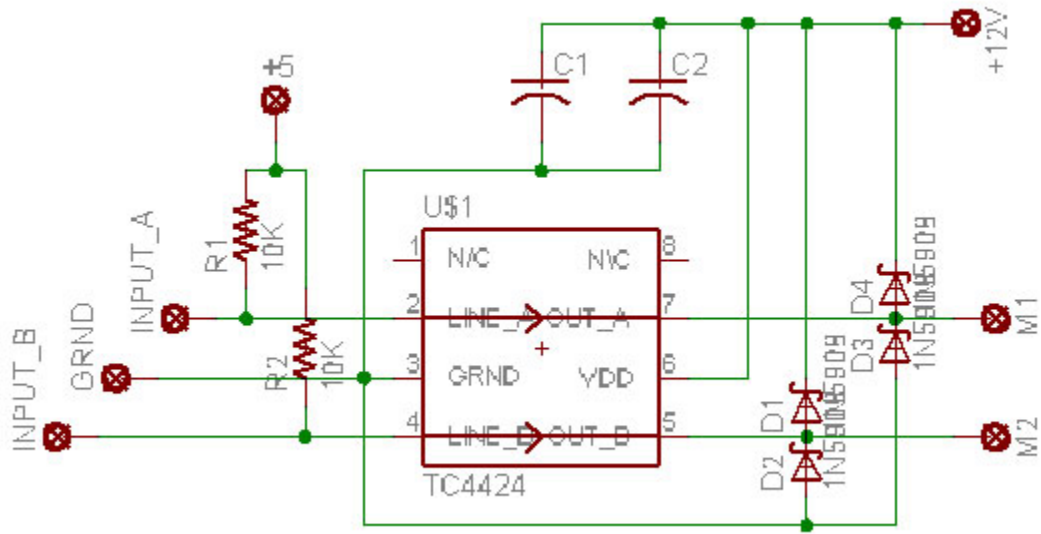 +5
C1
C2
+12V
U$1
INPUT_A
R1
10K
1
N/C
N\C
8
2
LINE_A
OUT_A
7
D4
D3
M1
INPUT_B
GRND
R2
10K
3
GRND
VDD
6
4
LINE_B
OUT_B
5
D1
D2
M2
TC4424